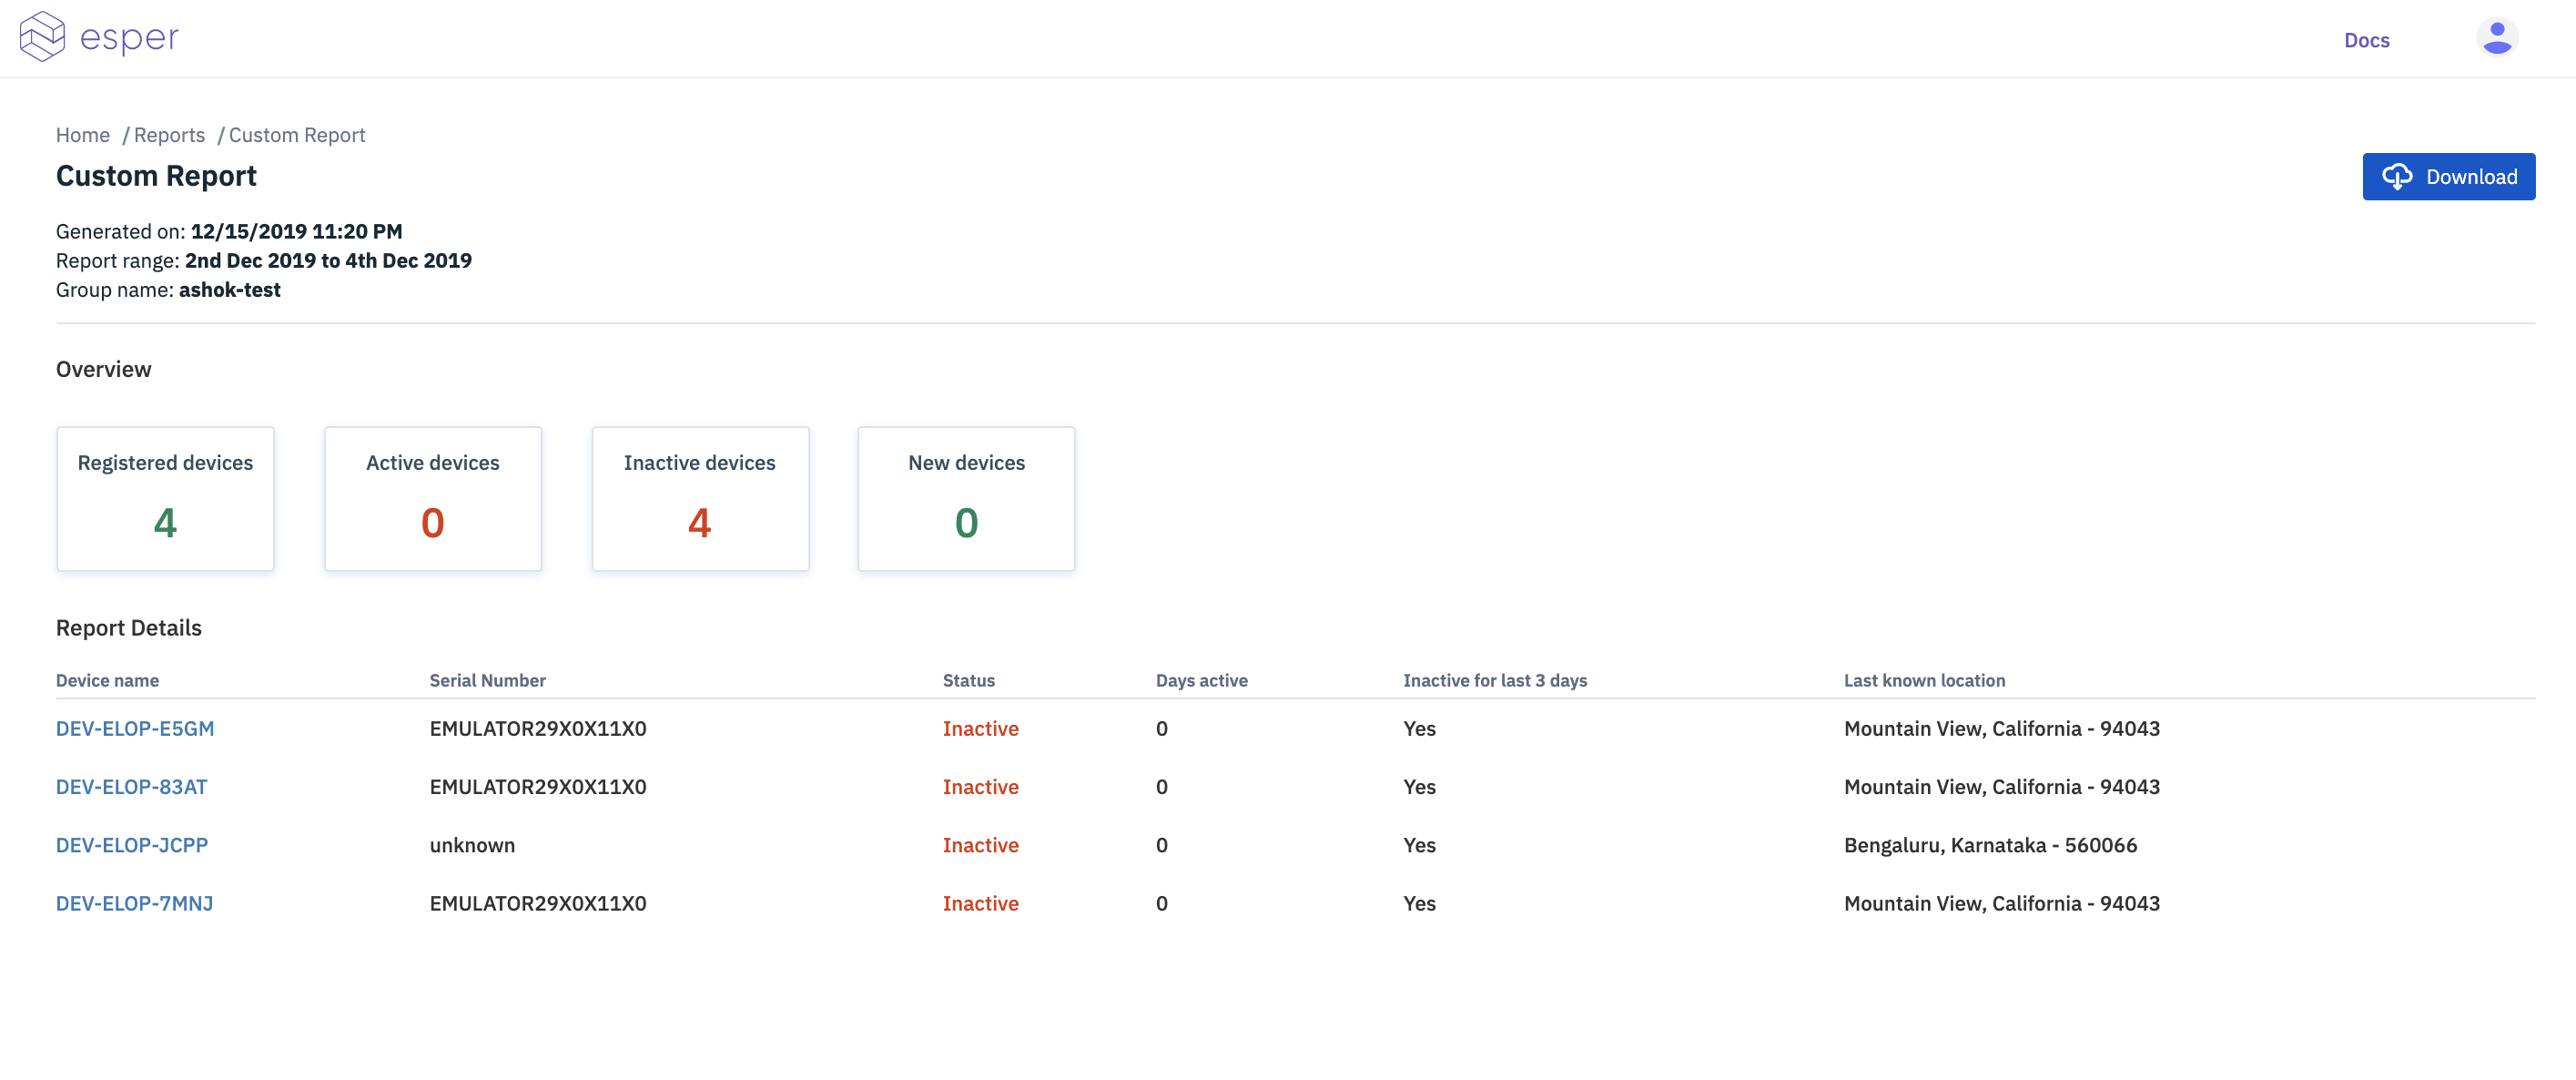 esper
Docs
Home / Reports / Custom Report
Custom Report
Download
Generated on: 12/15/2019 11:20 PM
Report range: 2nd Dec 2019 to 4th Dec 2019
Group name: ashok-test
Overview
Registered devices Active devices Inactive devices New devices
4 0 4 0
Report Details
Device name Serial Number Status Days active Inactive for last 3 days Last known location
DEV-ELOP-E5GM EMULATOR29X0X11X0 Inactive 0 Yes Mountain View, California - 94043
DEV-ELOP-83AT EMULATOR29X0X11X0 Inactive 0 Yes Mountain View, California - 94043
DEV-ELOP-JCPP unknown Inactive 0 Yes Bengaluru, Karnataka - 560066
DEV-ELOP-7MNJ EMULATOR29X0X11X0 Inactive 0 Yes Mountain View, California - 94043